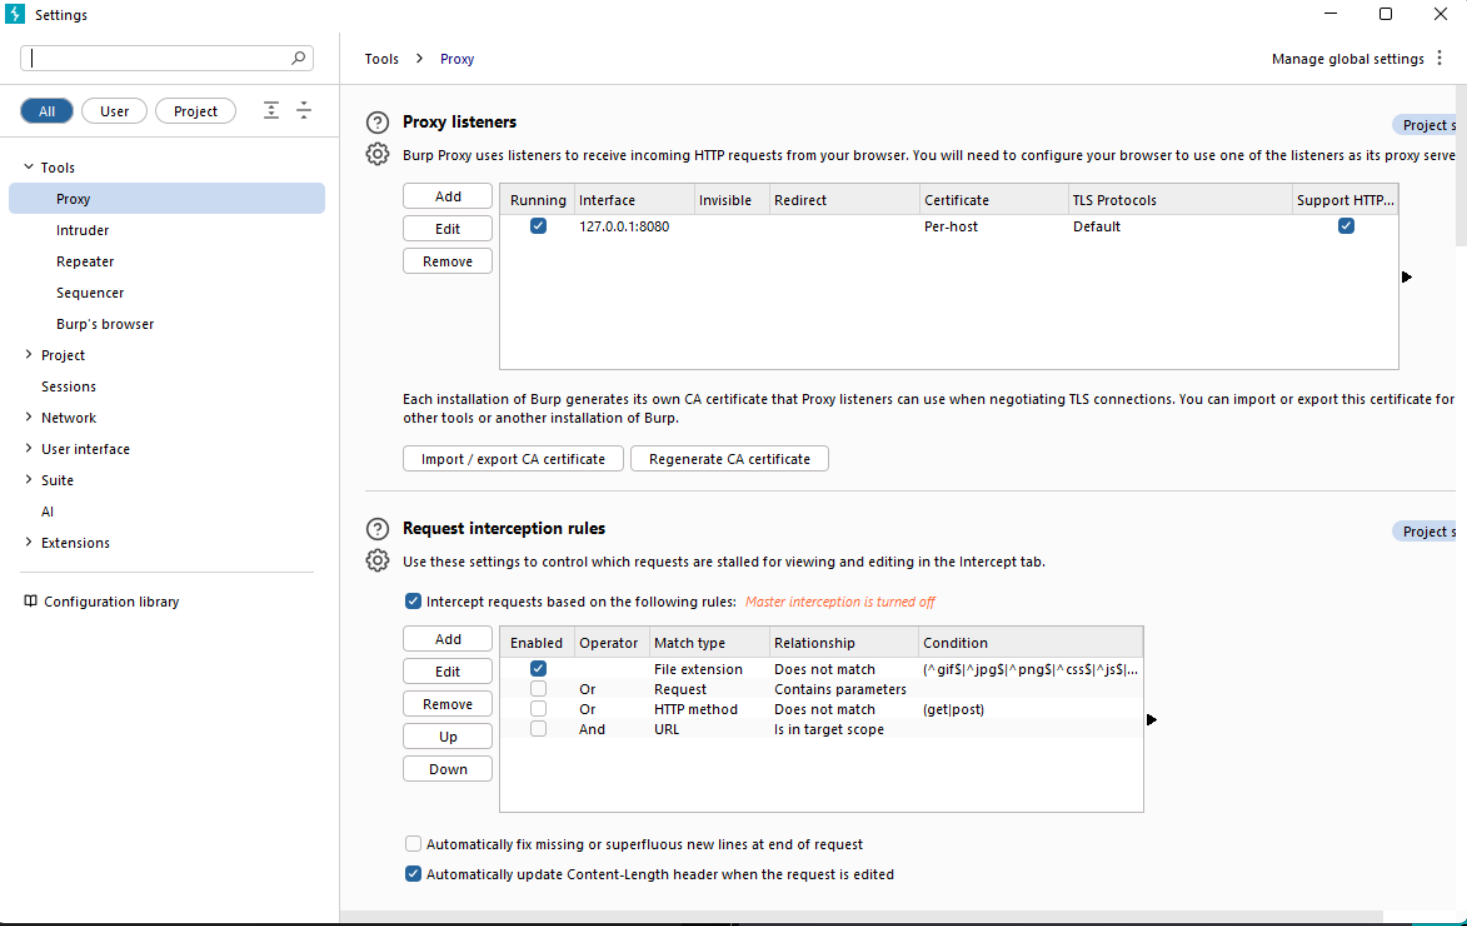 Settings
Tools > Proxy
Manage global settings
All User Project
Tools
Proxy
Intruder
Repeater
Sequencer
Burp's browser
Project
Sessions
Network
User interface
Suite
AI
Extensions
Configuration library
Proxy listeners
Project s
Burp Proxy uses listeners to receive incoming HTTP requests from your browser. You will need to configure your browser to use one of the listeners as its proxy serve
Add
Edit
Remove
Running Interface Invisible Redirect Certificate TLS Protocols Support HTTP...
127.0.0.1:8080 Per-host Default
Each installation of Burp generates its own CA certificate that Proxy listeners can use when negotiating TLS connections. You can import or export this certificate for
other tools or another installation of Burp.
Import / export CA certificate Regenerate CA certificate
Request interception rules
Project s
Use these settings to control which requests are stalled for viewing and editing in the Intercept tab.
Intercept requests based on the following rules: Master interception is turned off
Add
Edit
Remove
Up
Down
Enabled Operator Match type Relationship Condition
File extension Does not match (^gif$|^jpg$|^png$|^css$|^js$|...
Or Request Contains parameters
Or HTTP method Does not match (get|post)
And URL Is in target scope
Automatically fix missing or superfluous new lines at end of request
Automatically update Content-Length header when the request is edited